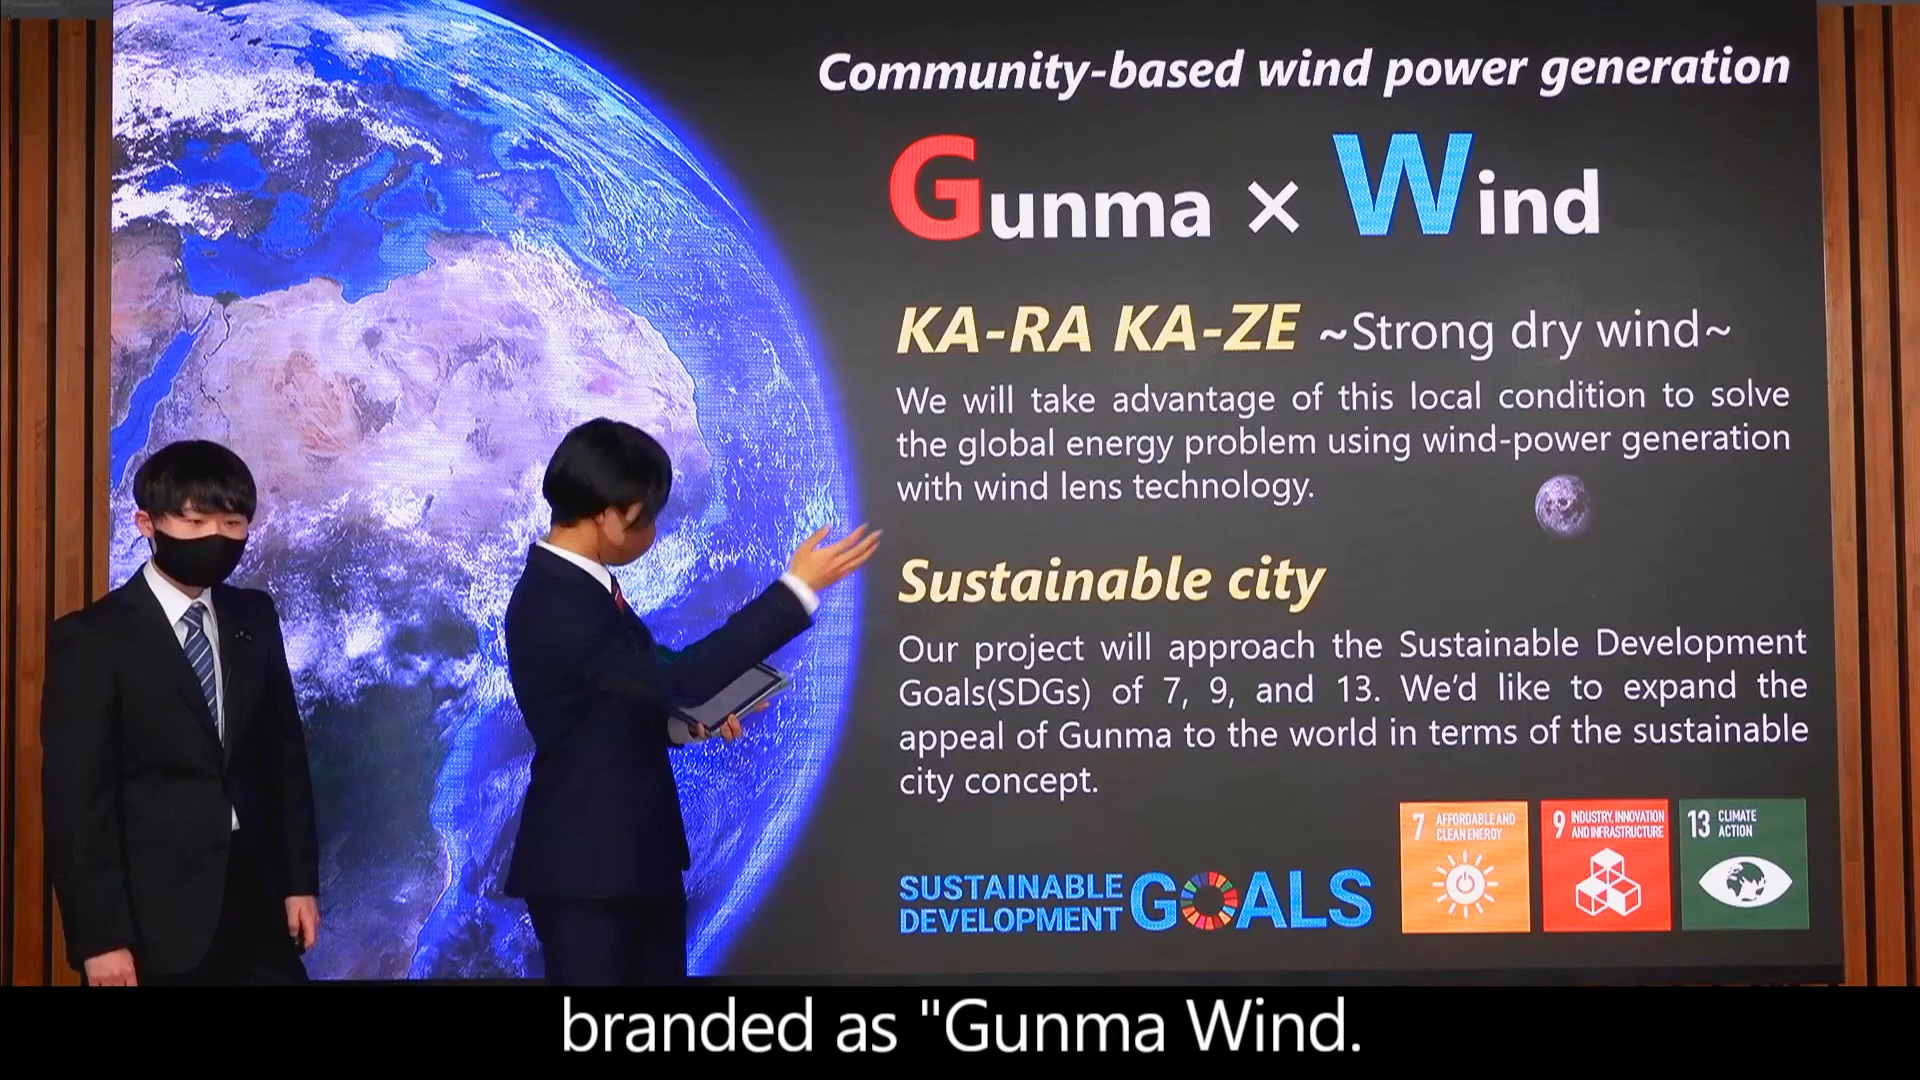 Community-based wind power generation
Gunma × Wind
KA-RA KA-ZE ~Strong dry wind~
We will take advantage of this local condition to solve
the global energy problem using wind-power generation
with wind lens technology.
Sustainable city
Our project will approach the Sustainable Development
Goals(SDGs) of 7, 9, and 13. We’d like to expand the
appeal of Gunma to the world in terms of the sustainable
city concept.
SUSTAINABLE
DEVELOPMENT
GOALS
7 AFFORDABLE AND
CLEAN ENERGY
9 INDUSTRY, INNOVATION
AND INFRASTRUCTURE
13 CLIMATE
ACTION
branded as "Gunma Wind.